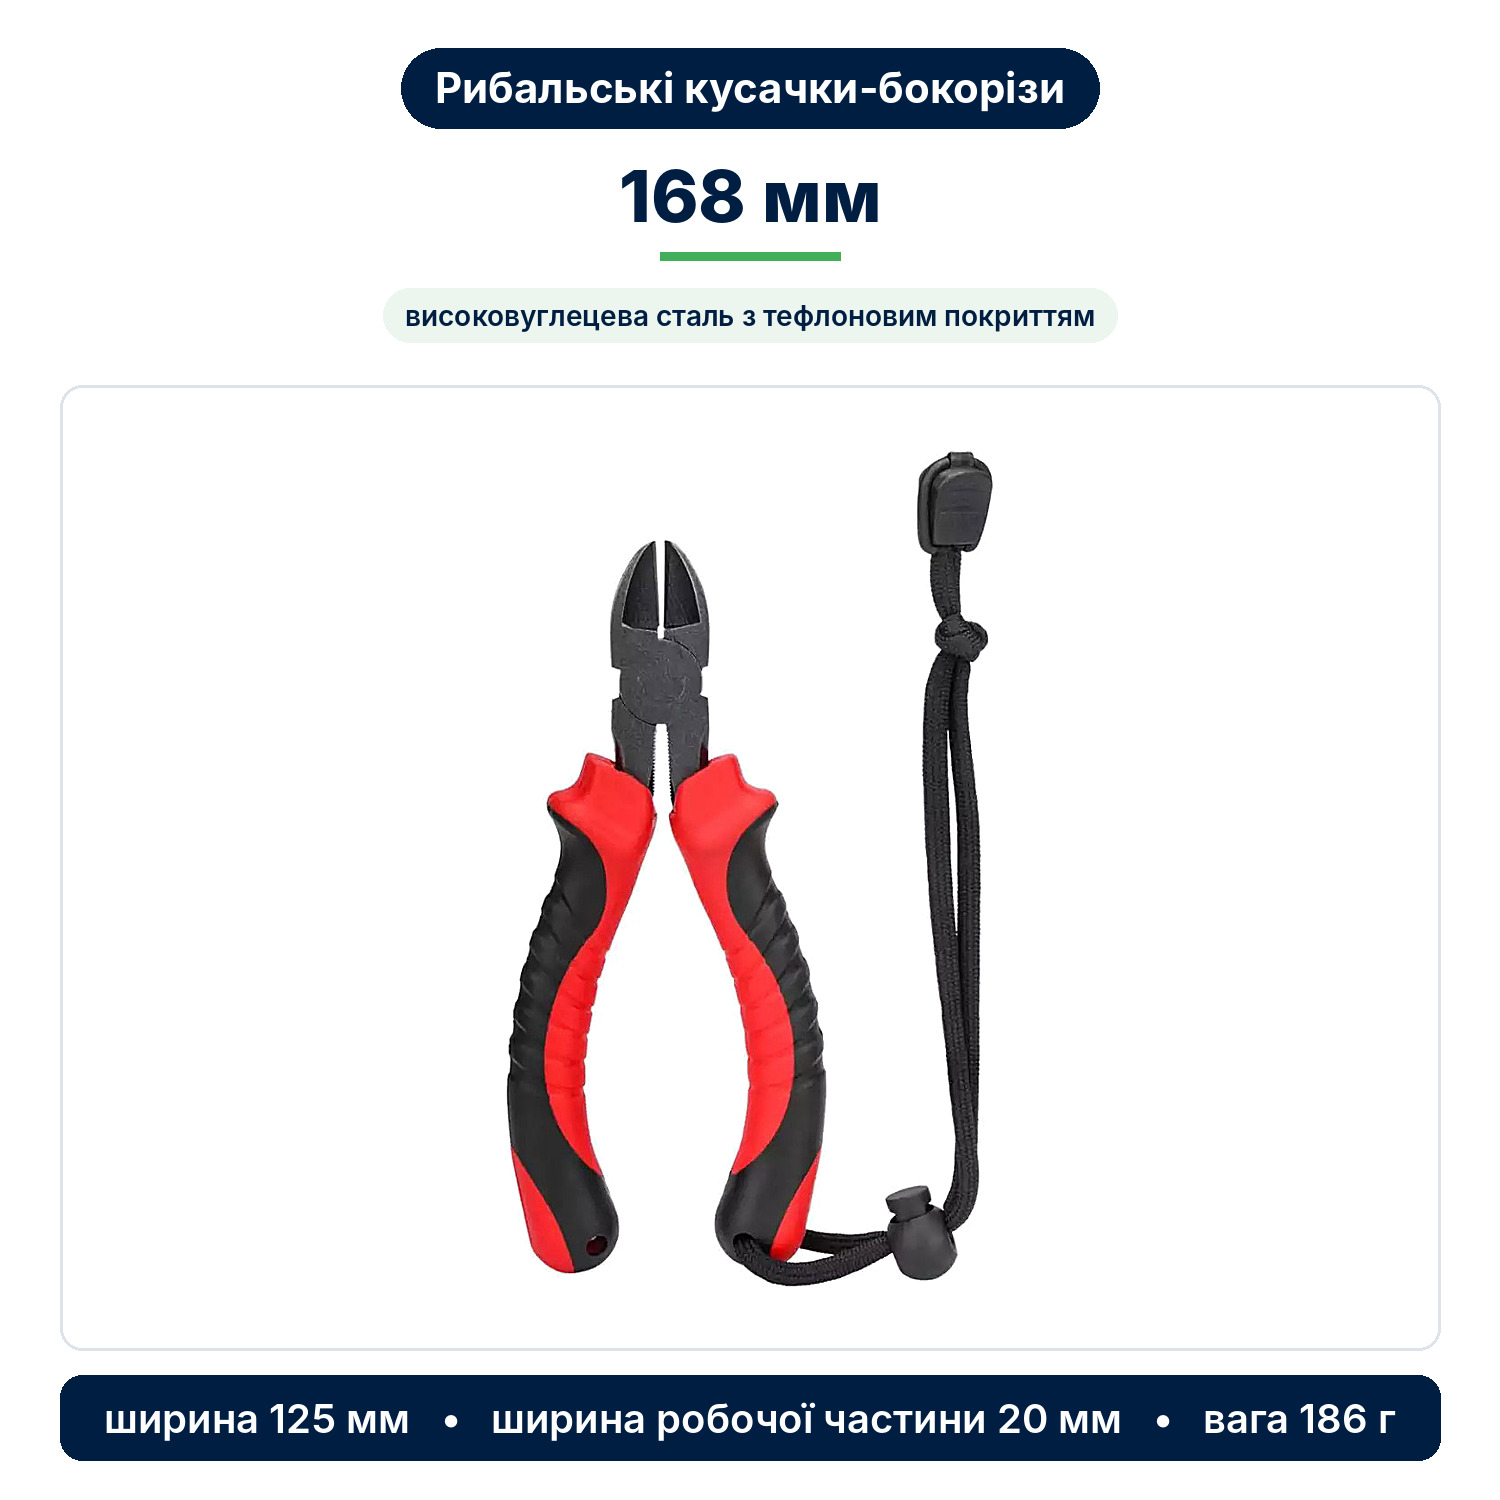 Рибальські кусачки-бокорізи
168 мм
високовуглецева сталь з тефлоновим покриттям
ширина 125 мм • ширина робочої частини 20 мм • вага 186 г